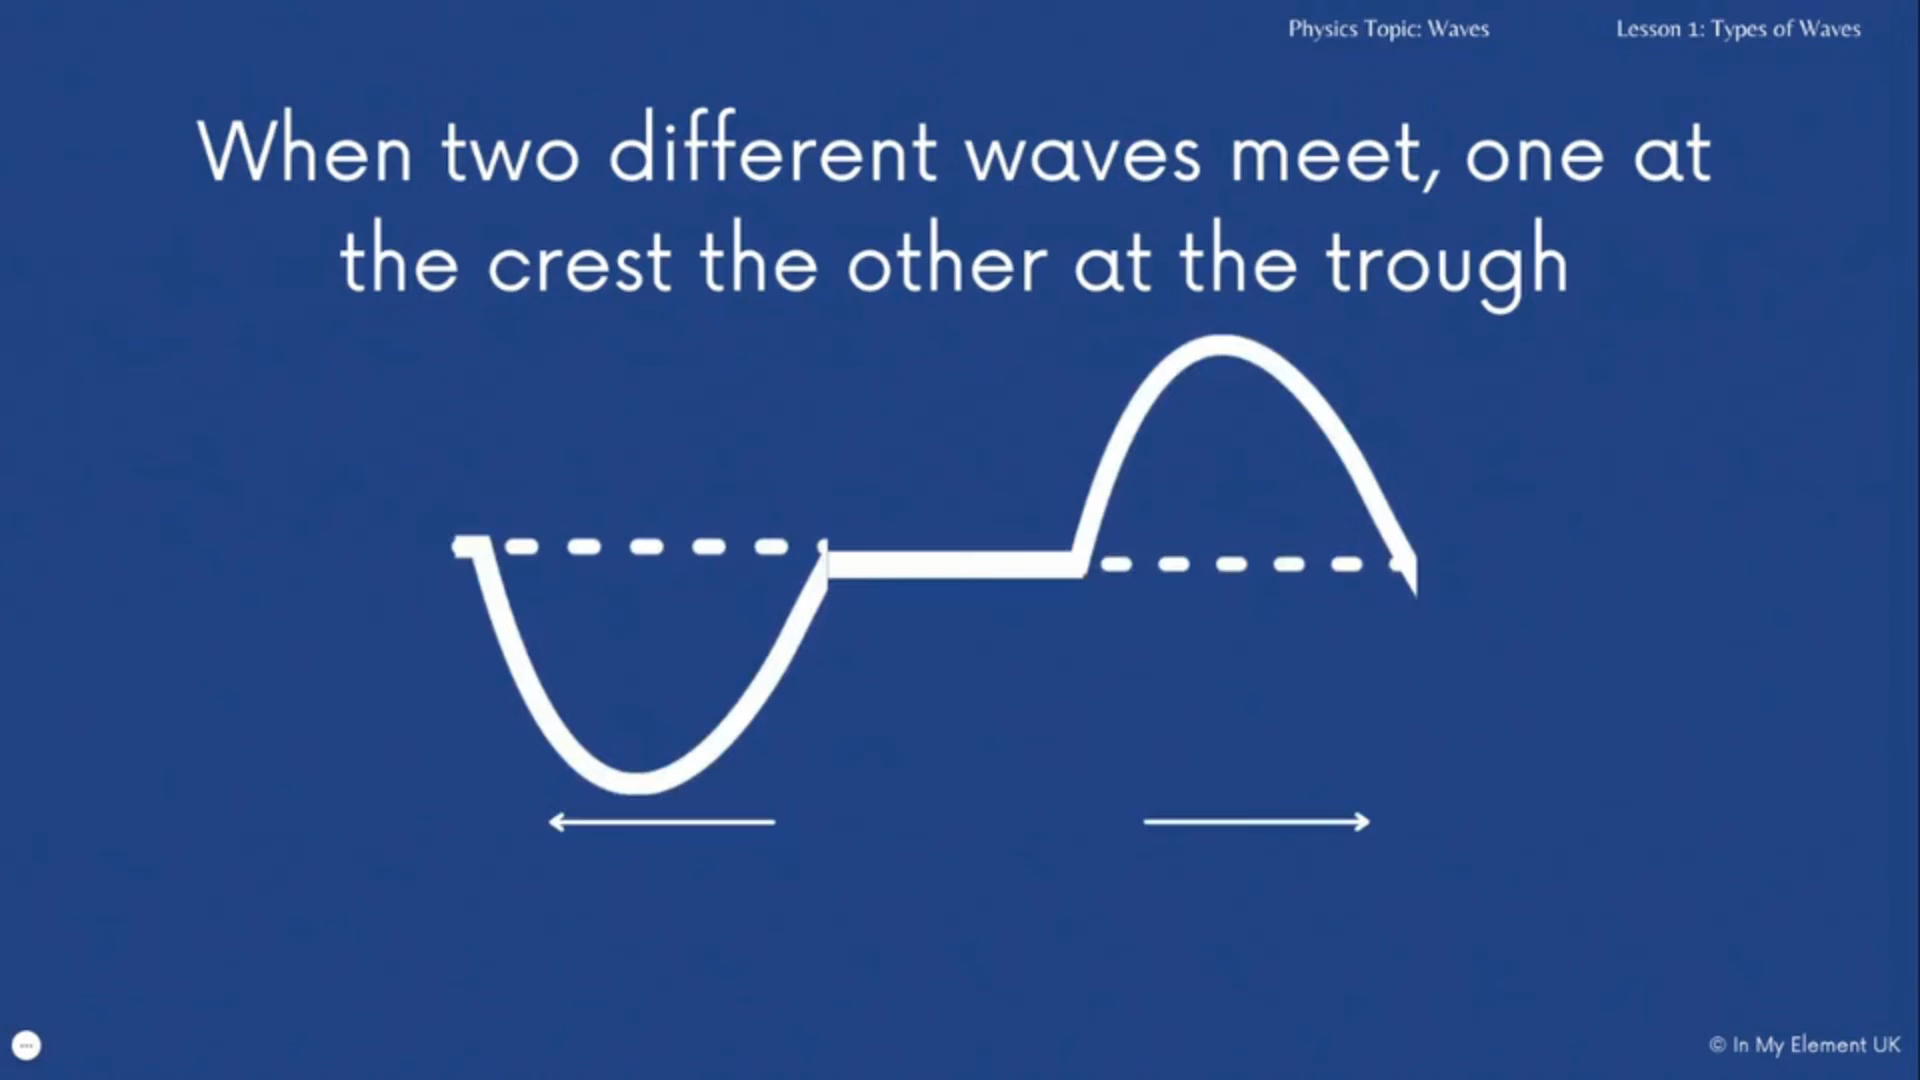 Physics Topic: Waves
Lesson 1: Types of Waves
When two different waves meet, one at
the crest the other at the trough
© In My Element UK